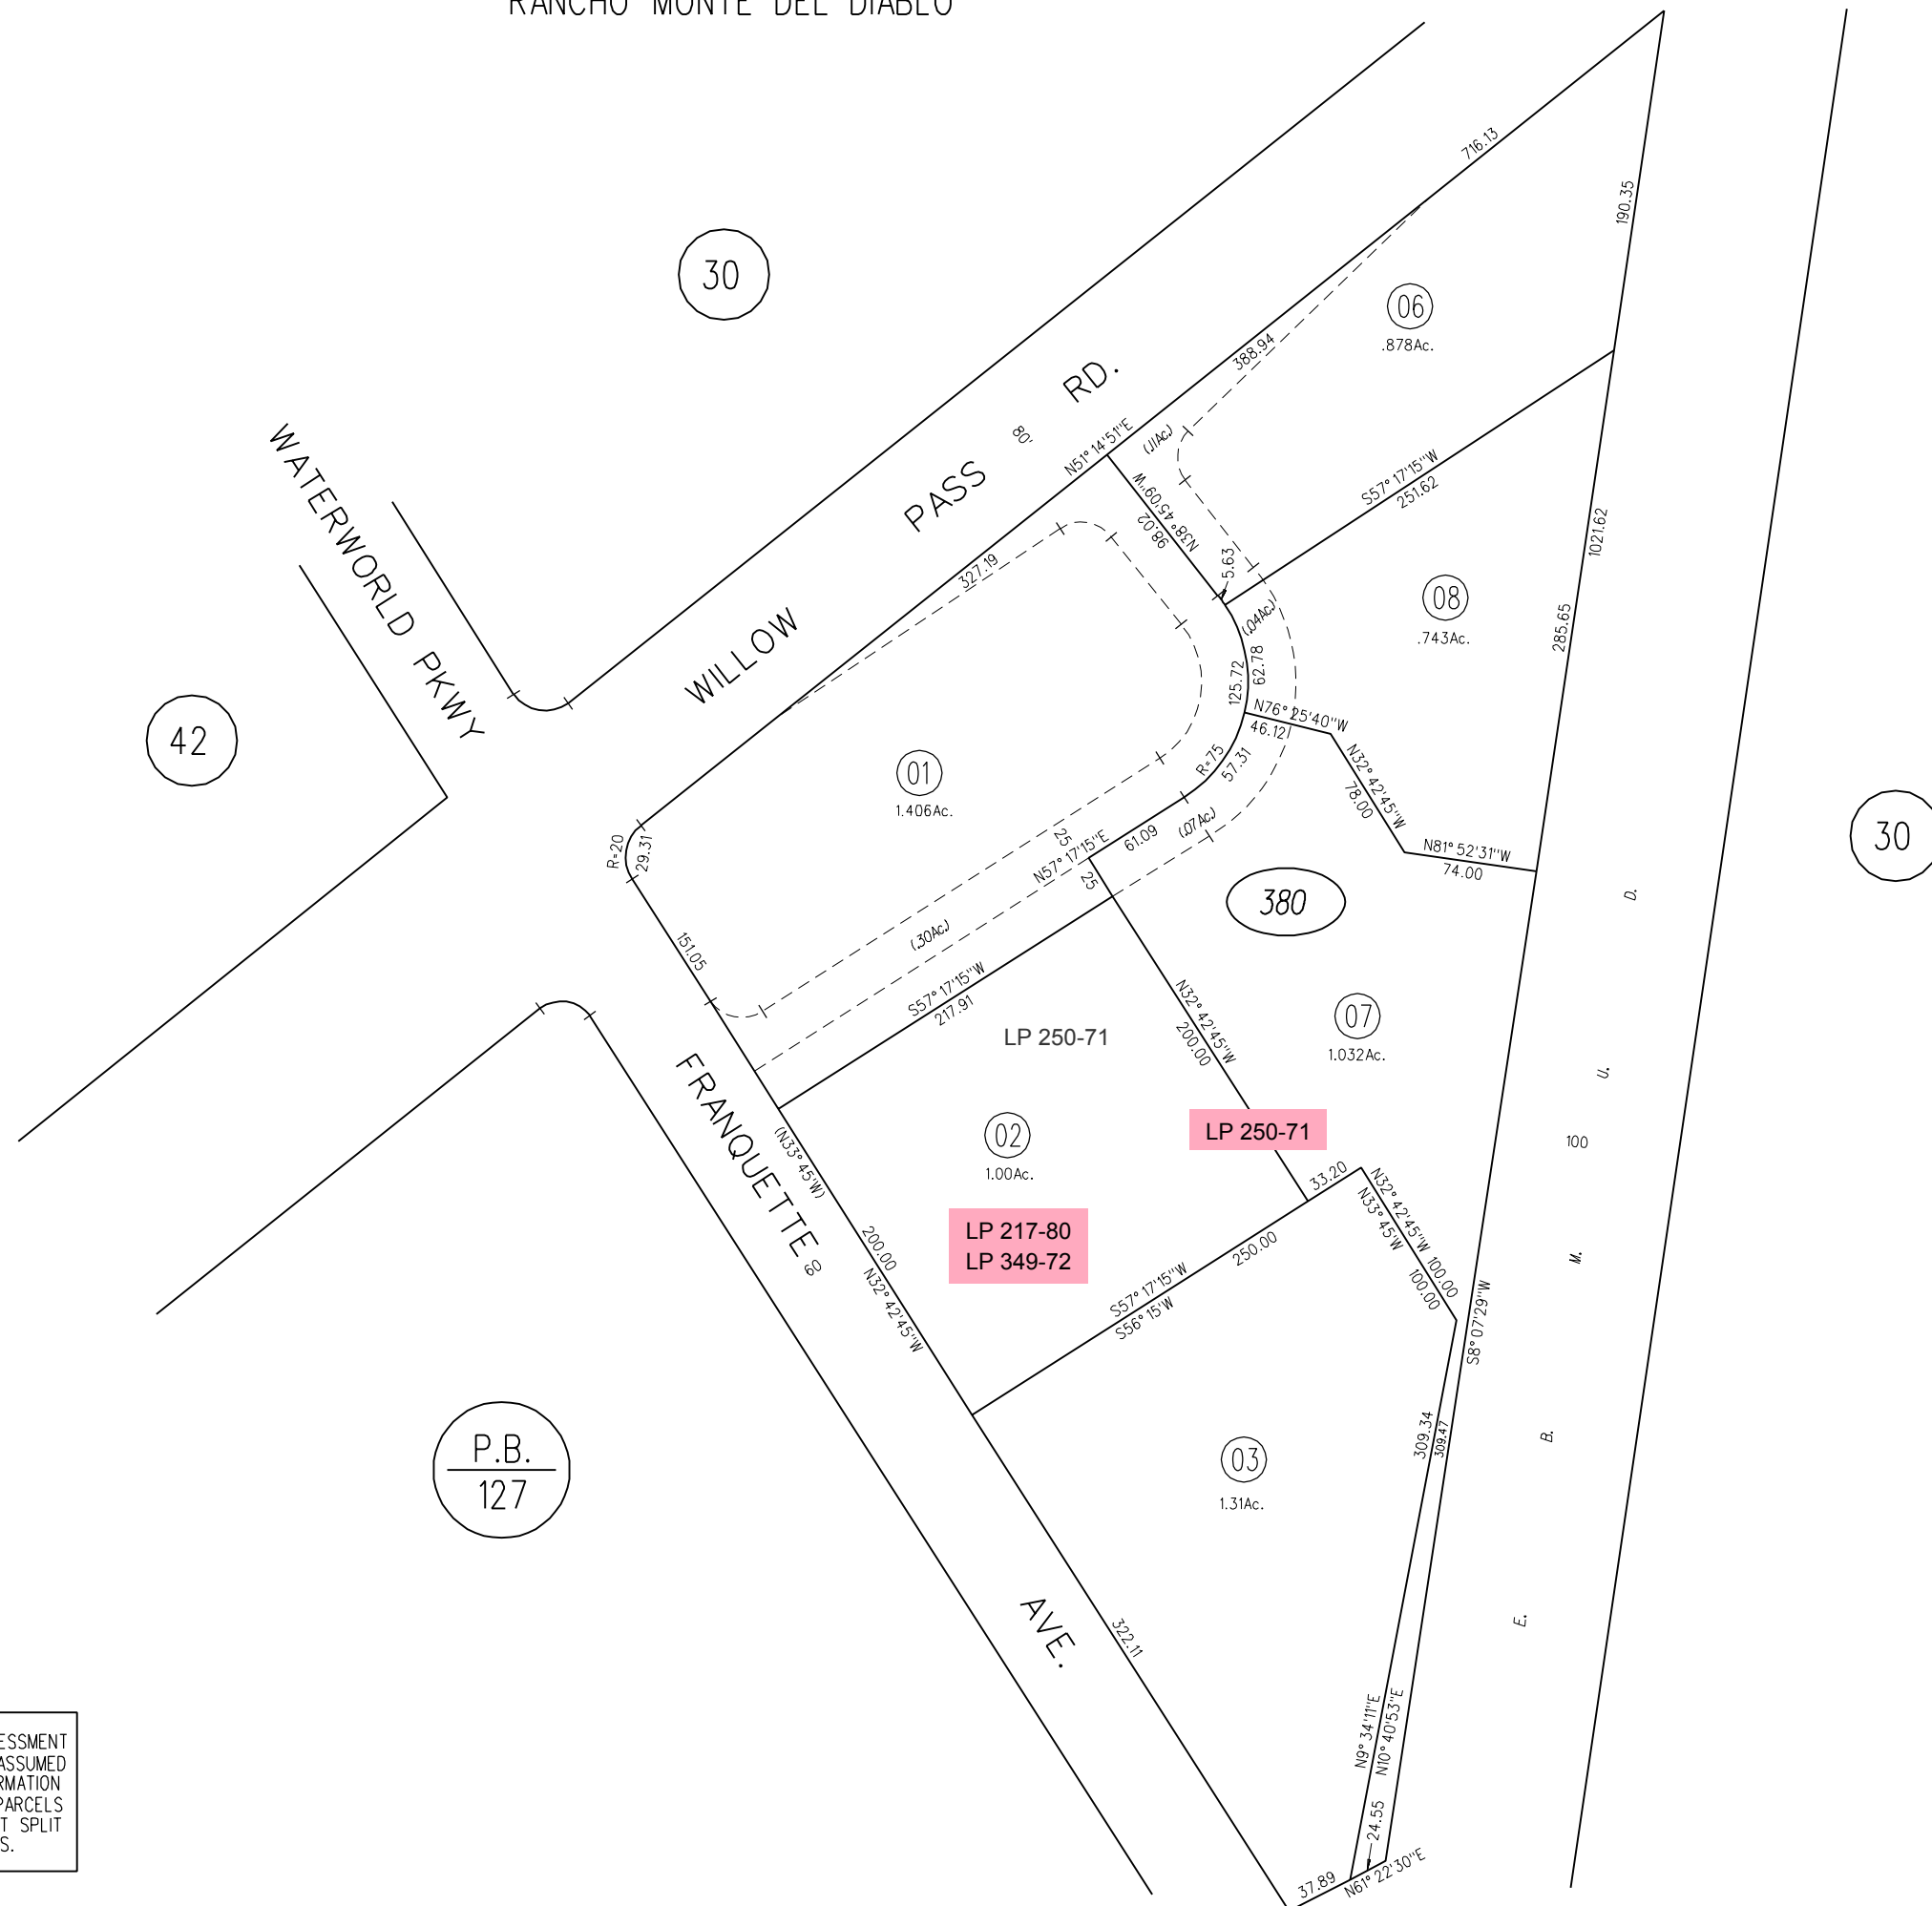 RANCHO MONTE DEL DIABLO
716.13
190.35
30
06
.878Ac.
388.94
WILLOW PASS RD.
80'
N51° 14'51"E
(.11Ac)
WATERWORLD PKWY
S57° 17'15"W
251.62
N38° 45'09"W
98.02
5.63
1021.62
327.19
08
.743Ac.
(.04Ac)
285.65
62.78
125.72
42
N76° 25'40"W
46.12
R=75
57.31
01
1.406Ac.
N32° 42'45"W
78.00
30
R=20
29.31
(.07Ac)
61.09
25
N57° 17'15"E
25
N81° 52'31"W
74.00
380
(.30Ac)
151.05
S57° 17'15"W
217.91
LP 250-71
N32° 42'45"W
200.00
07
1.032Ac.
FRANQUETTE AVE.
60
(N33° 45'W)
02
1.00Ac.
LP 250-71
LP 217-80
LP 349-72
200.00
N32° 42'45"W
33.20
250.00
S57° 17'15"W
S56° 15'W
N32° 42'45"W 100.00
N33° 45'W 100.00
S8° 07'29"W
E. B. M. U. D.
100
P.B.
127
03
1.31Ac.
309.34
309.47
322.11
N9° 34'11"E
N10° 40'53"E
24.55
37.89
N61° 22'30"E
ESSMENT
ASSUMED
RMATION
PARCELS
T SPLIT
S.